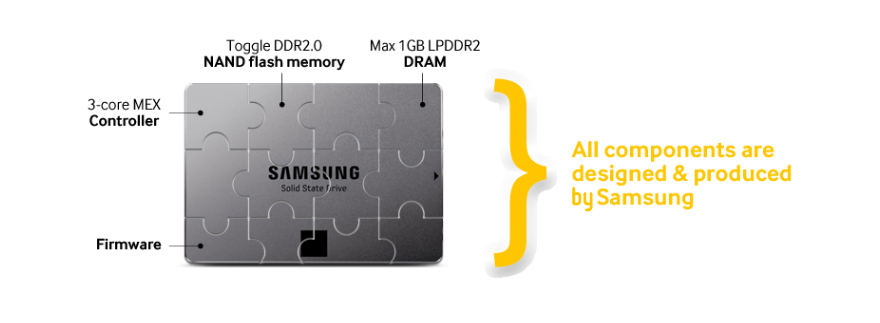 Toggle DDR2.0
NAND flash memory
Max 1GB LPDDR2
DRAM
3-core MEX
Controller
SAMSUNG
Solid State Drive
Firmware
All components are
designed & produced
by Samsung